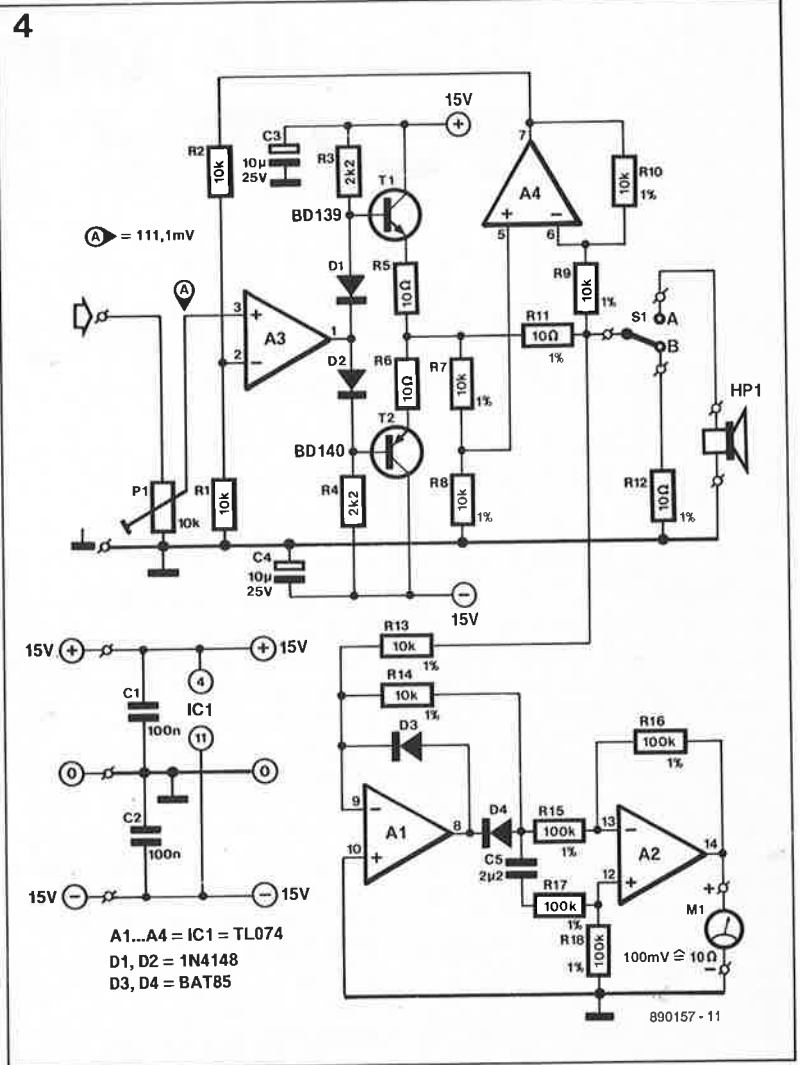 4
15V
+
C3
10µ
25V
R2
10k
R3
2k2
T1
BD139
7
A4
+
−
5
6
R10
10k
1%
A = 111,1mV
A
R5
10Ω
D1
R9
10k
1%
3
+
A3
1
2
−
R11
10Ω
1%
S1
A
B
D2
R6
10Ω
R7
10k
1%
HP1
T2
BD140
P1
10k
R1
10k
R4
2k2
R8
10k
1%
R12
10Ω
1%
C4
10µ
25V
−
15V
15V + + 15V
4
C1
100n
IC1
11
0 0
C2
100n
15V − − 15V
R13
10k
1%
R14
10k
1%
D3
R16
100k
1%
9
−
A1
8
10
+
D4
R15
100k
1%
13
−
A2
14
C5
2µ2
R17
100k
1%
12
+
R18
100k
1%
+
M1
100mV ≙ 10Ω
−
A1...A4 = IC1 = TL074
D1, D2 = 1N4148
D3, D4 = BAT85
890157 - 11